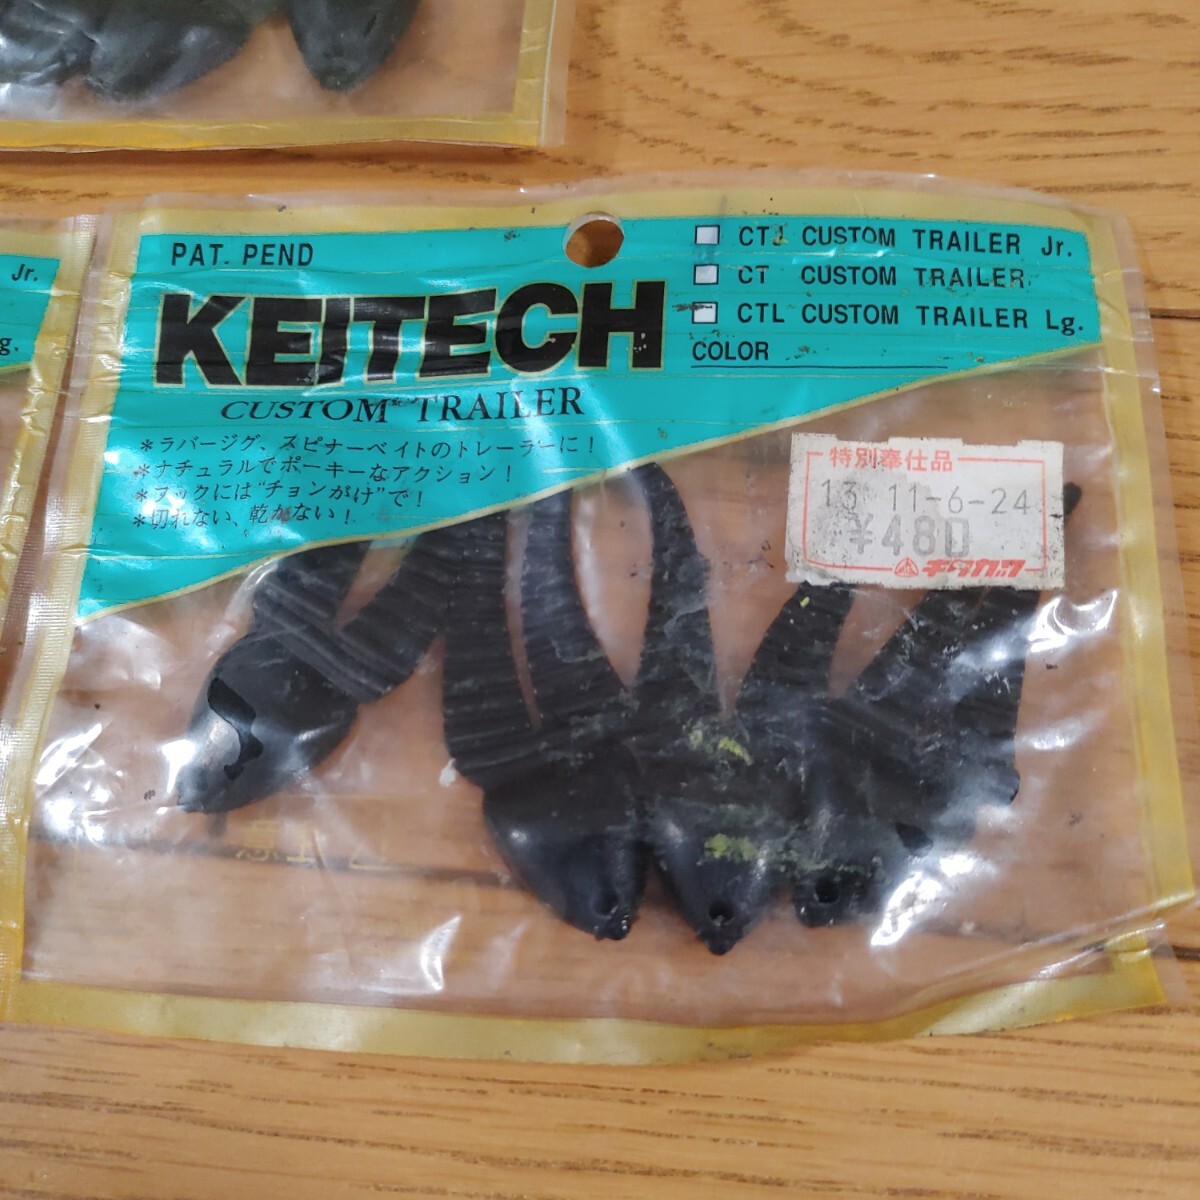 Jr.
g.
PAT. PEND
KEITECH
CUSTOM TRAILER
*ラバージグ、スピナーベイトのトレーラーに!
*ナチュラルでポーキーなアクション!
*フックには"チョンがけ"で!
*切れない、乾かない!
CTJ CUSTOM TRAILER Jr.
CT CUSTOM TRAILER
CTL CUSTOM TRAILER Lg.
COLOR
特別奉仕品
13 11-6-24
¥480